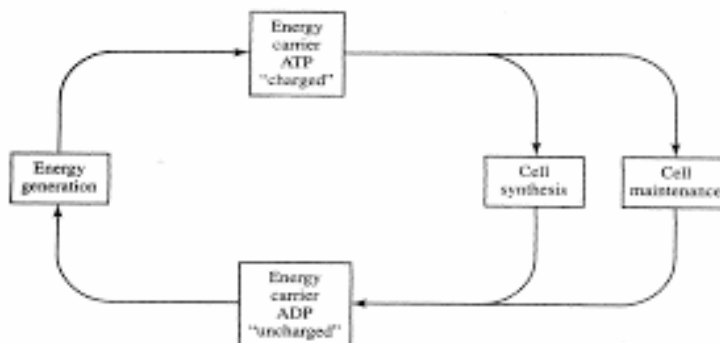 Energy
carrier
ATP
"charged"
Energy
generation
Cell
synthesis
Cell
maintenance
Energy
carrier
ADP
"uncharged"